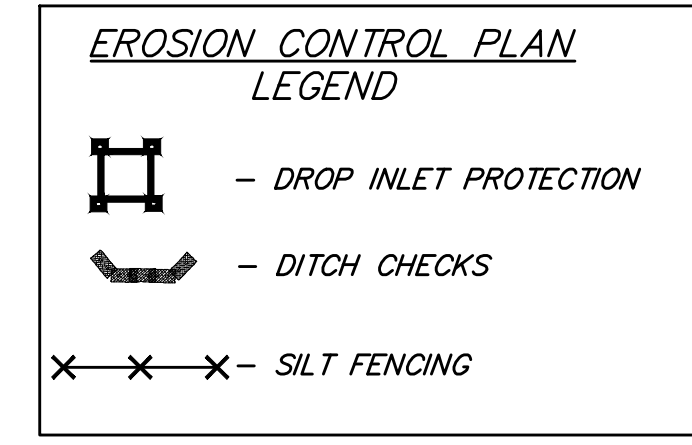 EROSION CONTROL PLAN
LEGEND
- DROP INLET PROTECTION
- DITCH CHECKS
- SILT FENCING